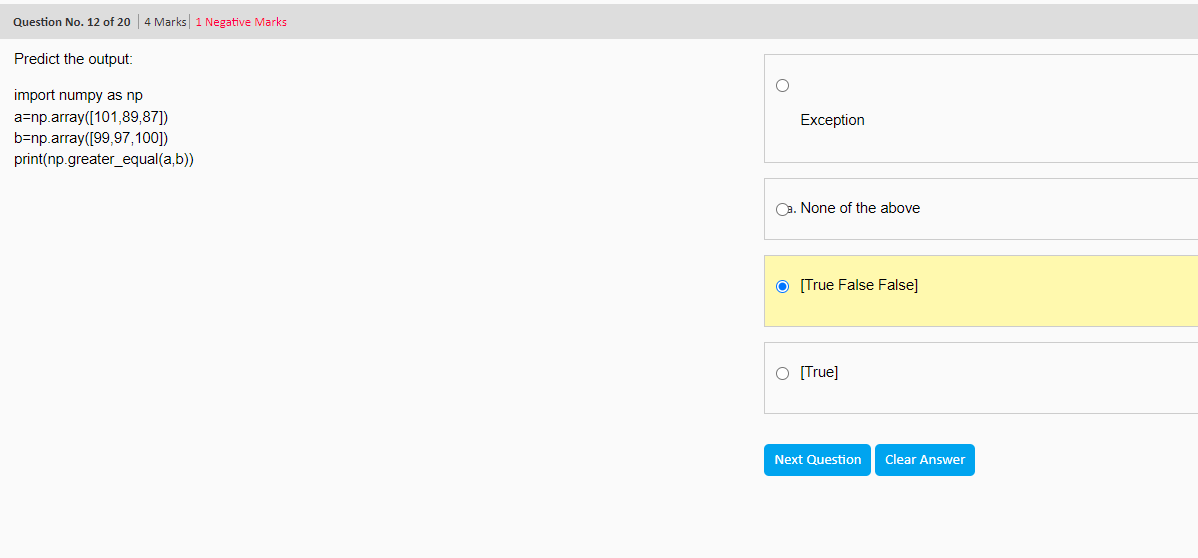 Question No. 12 of 20 | 4 Marks | 1 Negative Marks
Predict the output:
import numpy as np
a=np.array([101,89,87])
b=np.array([99,97,100])
print(np.greater_equal(a,b))
Exception
a. None of the above
[True False False]
[True]
Next Question
Clear Answer